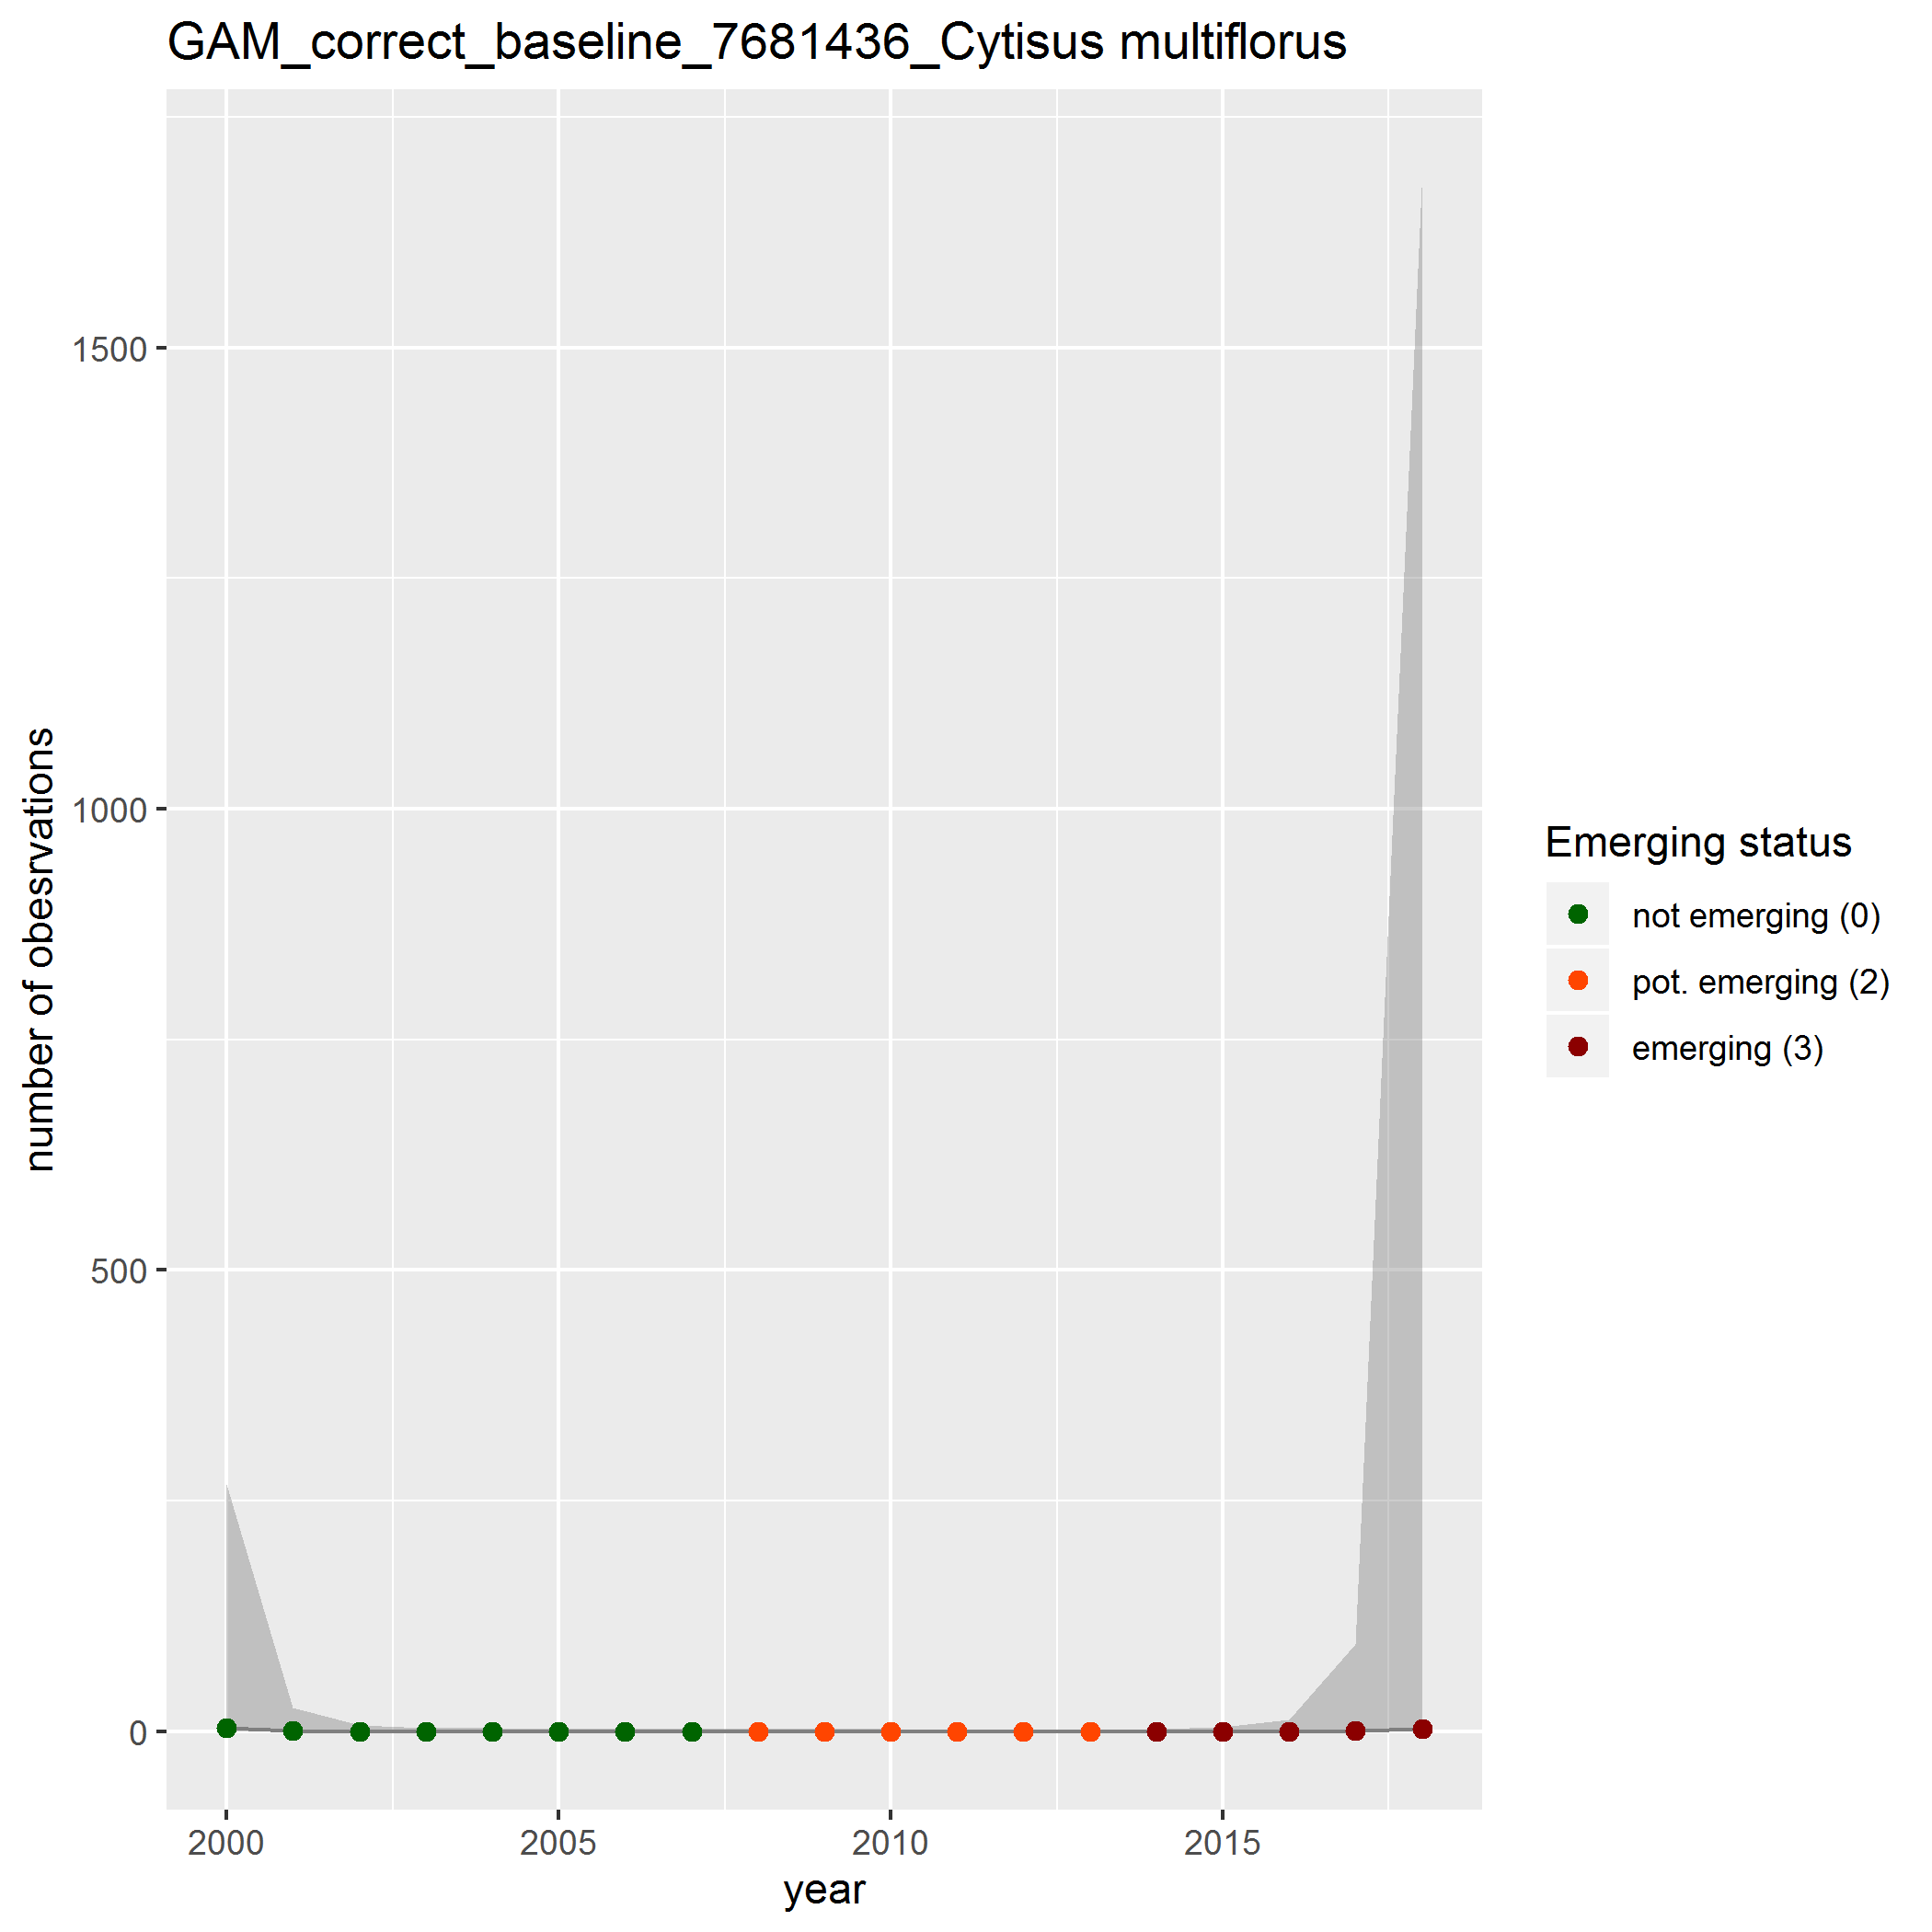 GAM_correct_baseline_7681436_Cytisus multiflorus
1500
1000
500
0
number of obesrvations
2000
2005
2010
2015
year
Emerging status
not emerging (0)
pot. emerging (2)
emerging (3)